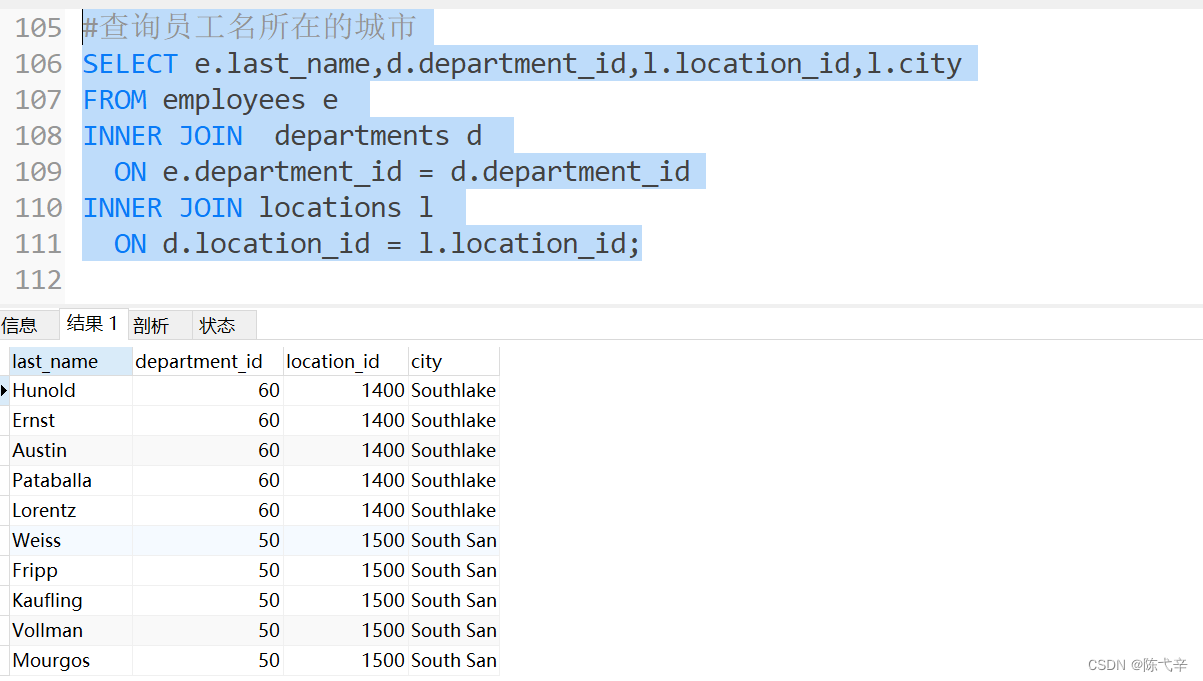 105 #查询员工名所在的城市
106 SELECT e.last_name,d.department_id,l.location_id,l.city
107 FROM employees e
108 INNER JOIN  departments d
109   ON e.department_id = d.department_id
110 INNER JOIN locations l
111   ON d.location_id = l.location_id;
112
信息 结果 1 剖析 状态
last_name department_id location_id city
Hunold 60 1400 Southlake
Ernst 60 1400 Southlake
Austin 60 1400 Southlake
Pataballa 60 1400 Southlake
Lorentz 60 1400 Southlake
Weiss 50 1500 South San
Fripp 50 1500 South San
Kaufling 50 1500 South San
Vollman 50 1500 South San
Mourgos 50 1500 South San
CSDN @陈弋辛